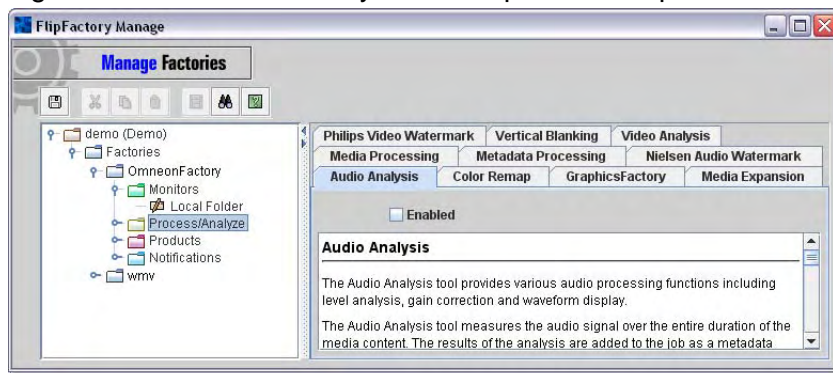 FlipFactory Manage
Manage Factories
demo (Demo)
Factories
OmneonFactory
Monitors
Local Folder
Process/Analyze
Products
Notifications
wmv
Philips Video Watermark Vertical Blanking Video Analysis
Media Processing Metadata Processing Nielsen Audio Watermark
Audio Analysis Color Remap GraphicsFactory Media Expansion
Enabled
Audio Analysis
The Audio Analysis tool provides various audio processing functions including
level analysis, gain correction and waveform display.
The Audio Analysis tool measures the audio signal over the entire duration of the
media content. The results of the analysis are added to the job as a metadata